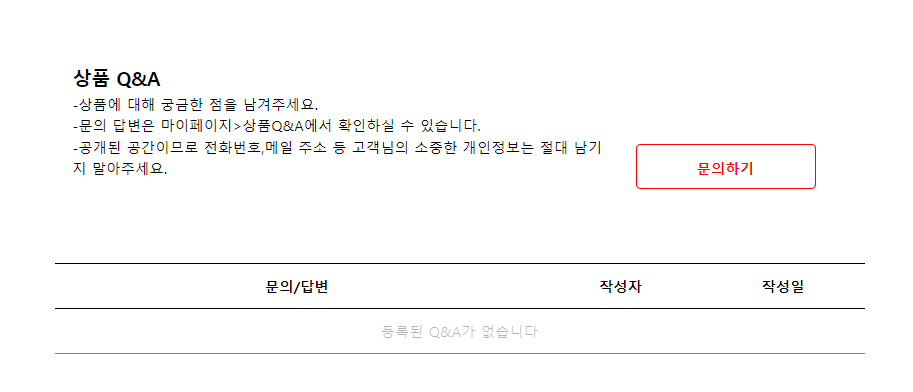 상품 Q&A
-상품에 대해 궁금한 점을 남겨주세요.
-문의 답변은 마이페이지>상품Q&A에서 확인하실 수 있습니다.
-공개된 공간이므로 전화번호,메일 주소 등 고객님의 소중한 개인정보는 절대 남기
지 말아주세요.
문의하기
문의/답변 작성자 작성일
등록된 Q&A가 없습니다